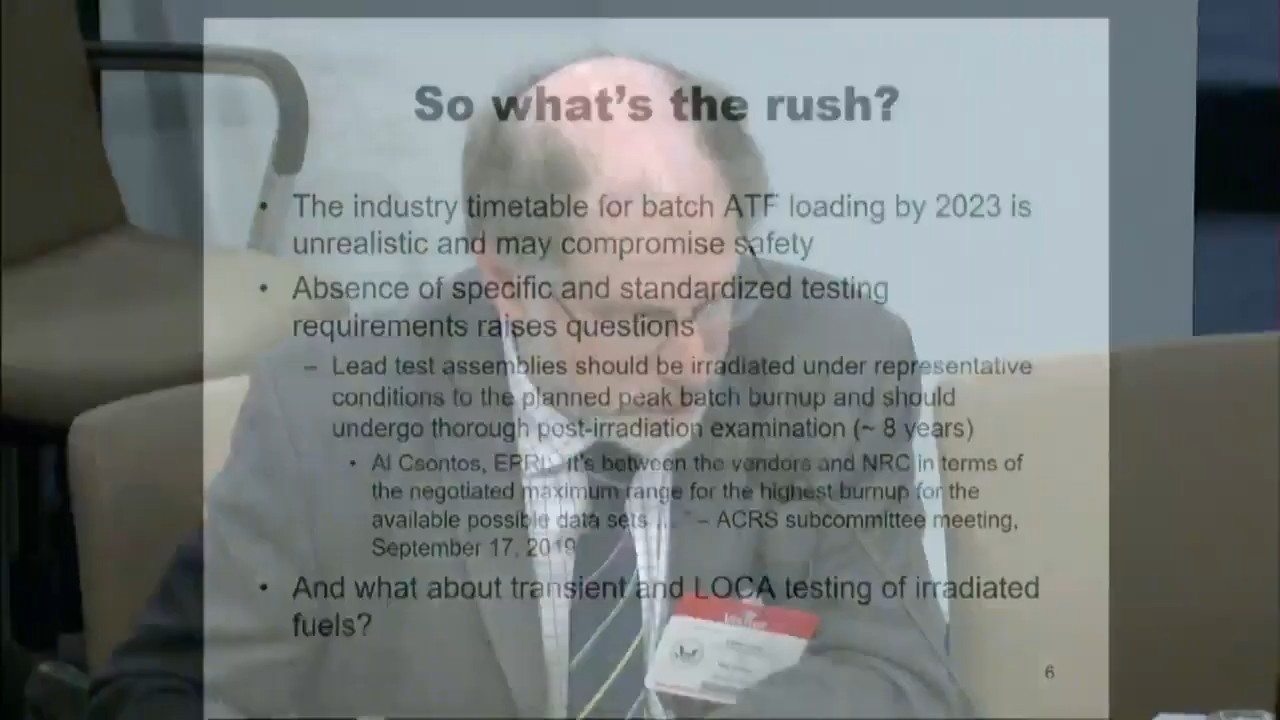 So what's the rush?
• The industry timetable for batch ATF loading by 2023 is
unrealistic and may compromise safety
• Absence of specific and standardized testing
requirements raises questions
– Lead test assemblies should be irradiated under representative
conditions to the planned peak batch burnup and should
undergo thorough post-irradiation examination (~ 8 years)
• Al Csontos, EPRI: "It's between the vendors and NRC in terms of
the negotiated maximum range for the highest burnup for the
available possible data sets ..." – ACRS subcommittee meeting,
September 17, 2019
• And what about transient and LOCA testing of irradiated
fuels?
Visitor
6